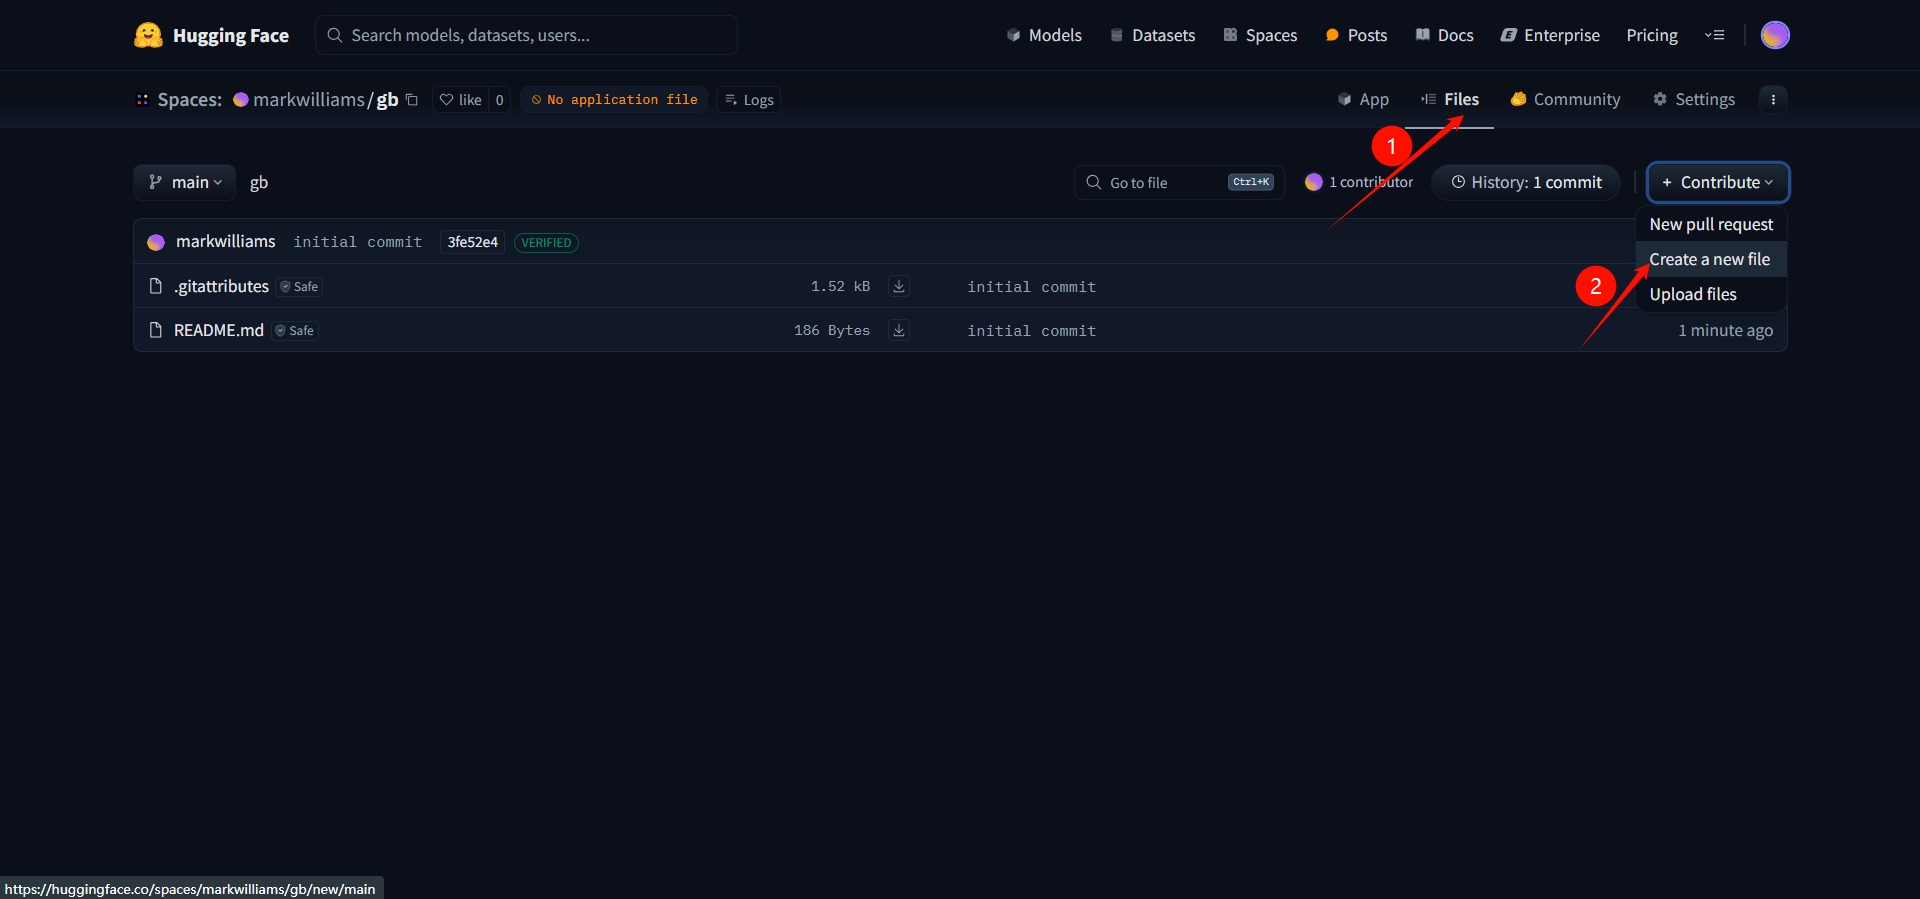 Hugging Face Search models, datasets, users... Models Datasets Spaces Posts Docs Enterprise Pricing
Spaces: markwilliams/gb like 0 No application file Logs App Files Community Settings
1
main gb Go to file Ctrl+K 1 contributor History: 1 commit + Contribute
New pull request
markwilliams initial commit 3fe52e4 VERIFIED
Create a new file
2
.gitattributes Safe 1.52 kB initial commit
Upload files
README.md Safe 186 Bytes initial commit 1 minute ago
https://huggingface.co/spaces/markwilliams/gb/new/main